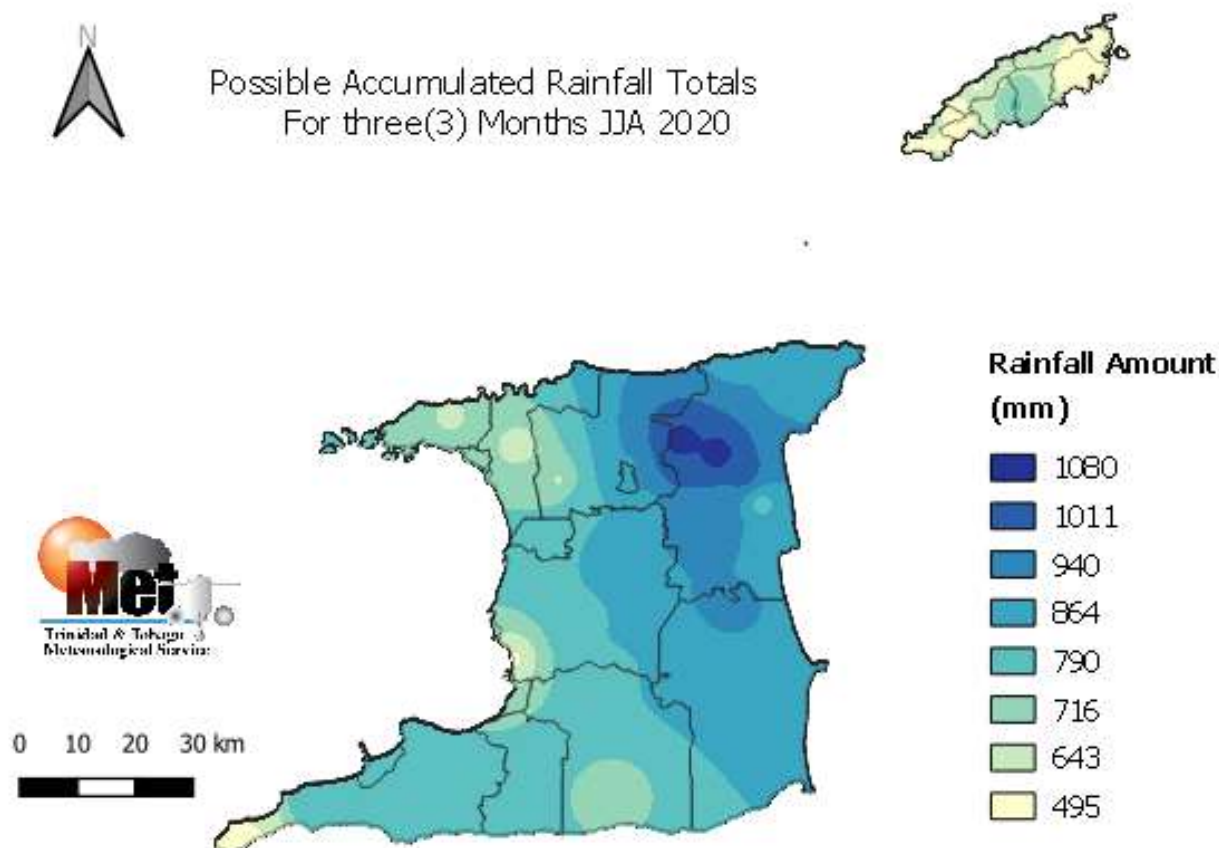 N
Possible Accumulated Rainfall Totals
For three(3) Months JJA 2020
Rainfall Amount
(mm)
1080
1011
940
864
790
716
643
495
Met
Trinidad & Tobago
Meteorological Service
0 10 20 30 km